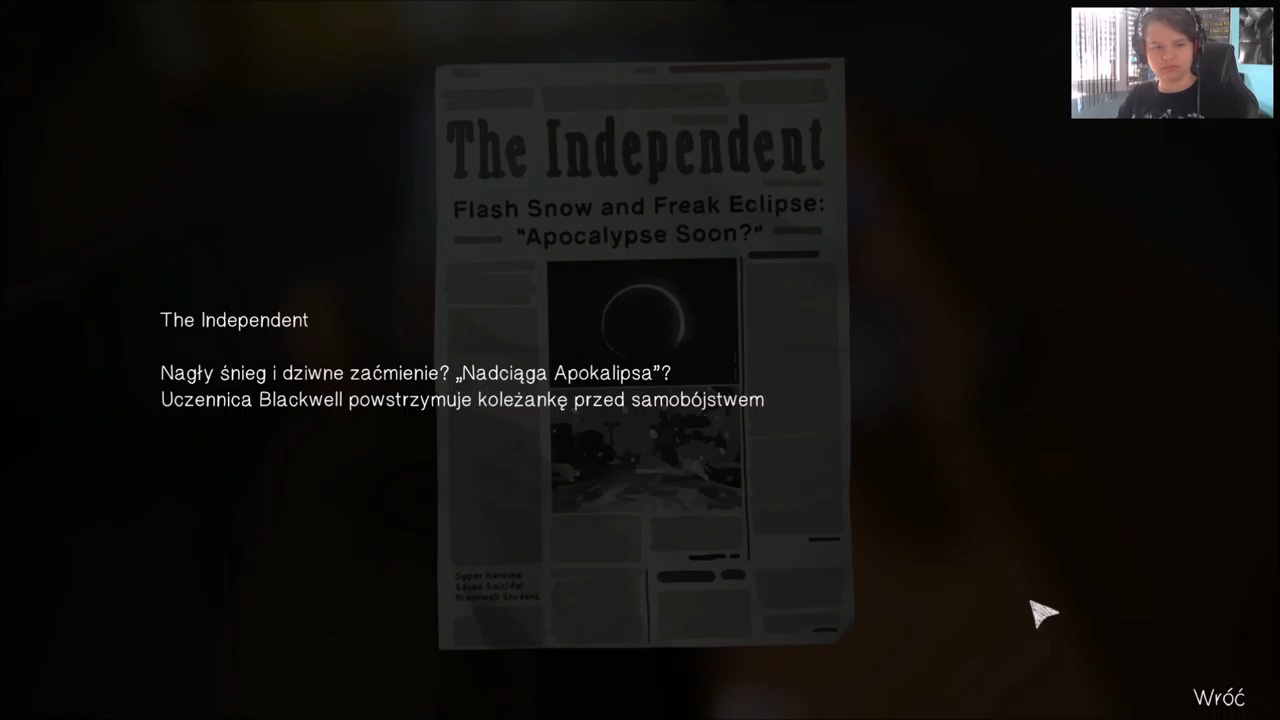 The Independent
Flash Snow and Freak Eclipse:
"Apocalypse Soon?"
The Independent
Nagły śnieg i dziwne zaćmienie? „Nadciąga Apokalipsa”?
Uczennica Blackwell powstrzymuje koleżankę przed samobójstwem
Super Heroine
Saves Suicidal
Blackwell Student
Wróć